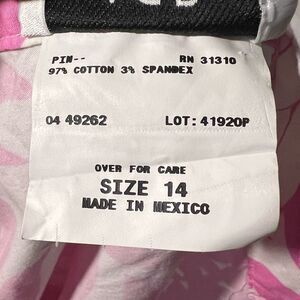 PIN-- RN 31310
97% COTTON 3% SPANDEX
04 49262 LOT:41920P
OVER FOR CARE
SIZE 14
MADE IN MEXICO